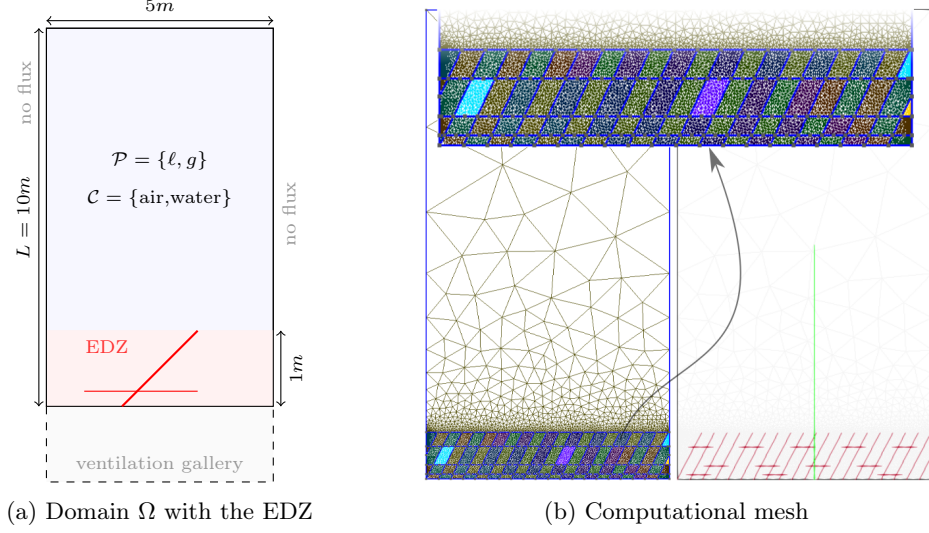 5m
no flux
𝒫 = {ℓ, g}
𝒞 = {air,water}
L = 10m
no flux
EDZ
1m
ventilation gallery
(a) Domain Ω with the EDZ
(b) Computational mesh